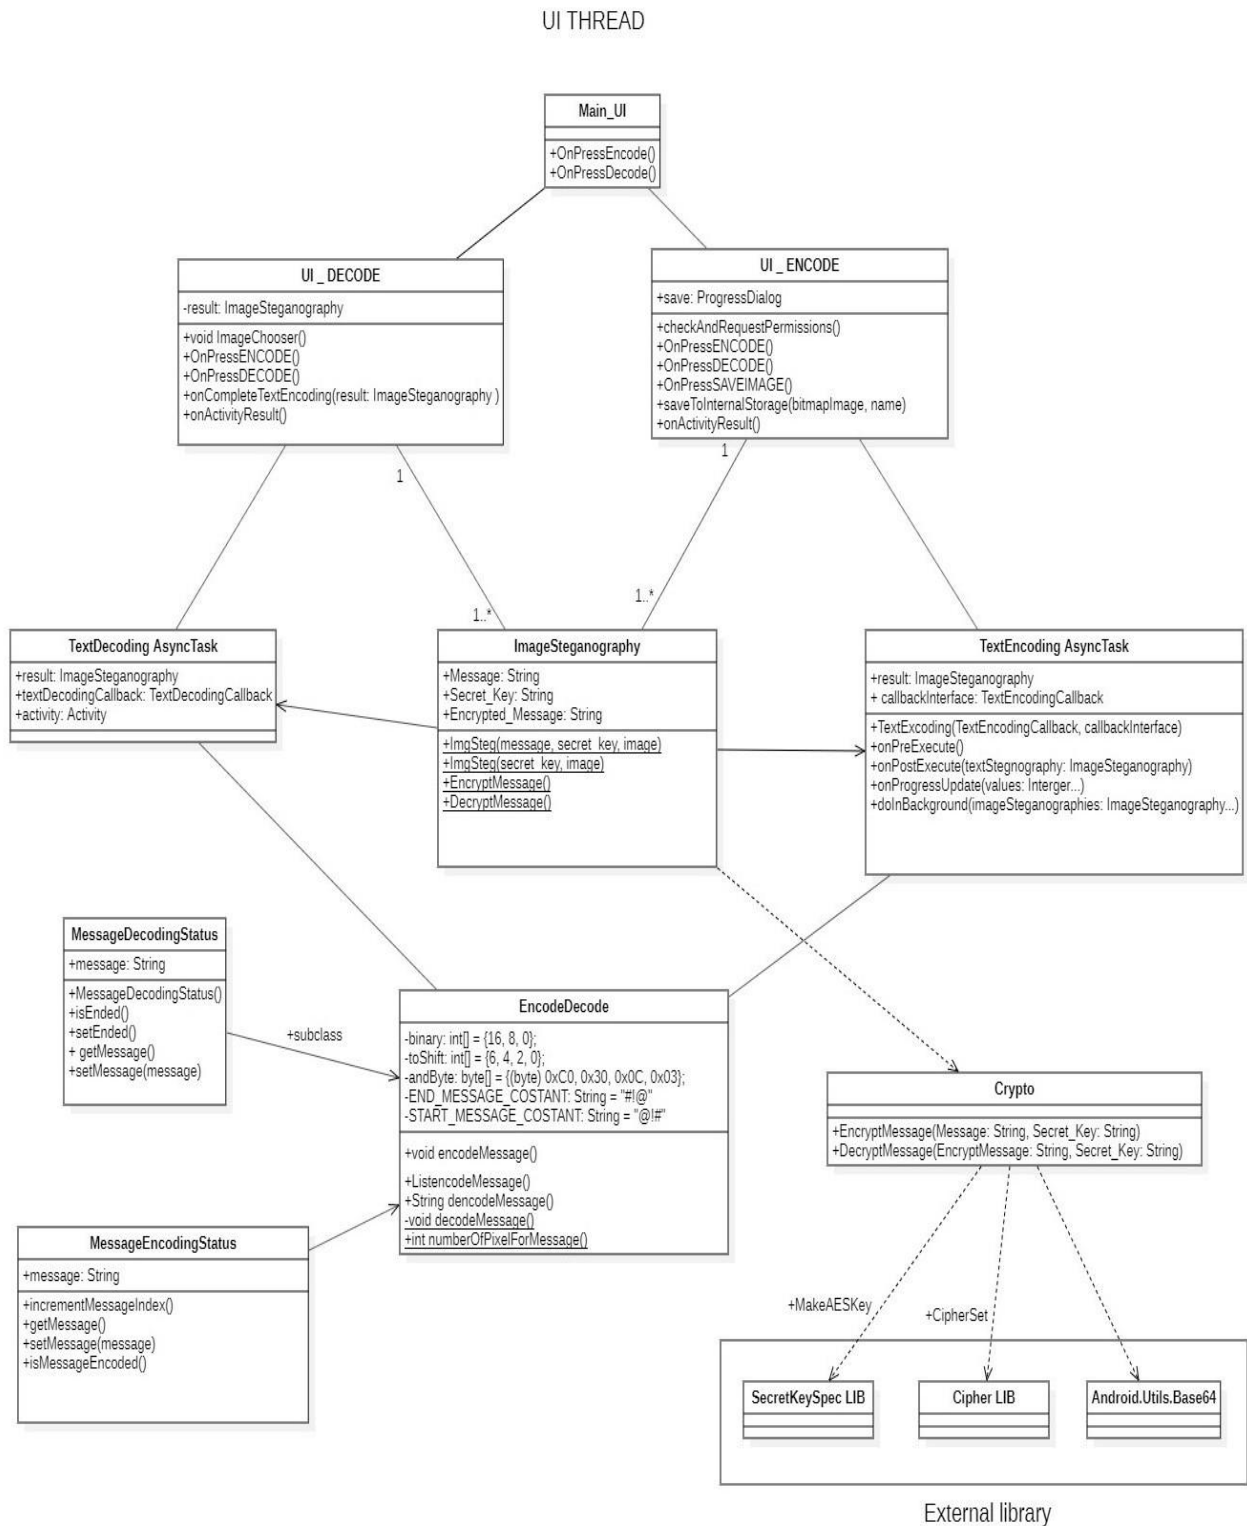 UI THREAD
Main_UI
+OnPressEncode()
+OnPressDecode()
UI_DECODE
-result: ImageSteganography
+void ImageChooser()
+OnPressENCODE()
+OnPressDECODE()
+onCompleteTextEncoding(result: ImageSteganography )
+onActivityResult()
UI_ENCODE
+save: ProgressDialog
+checkAndRequestPermissions()
+OnPressENCODE()
+OnPressDECODE()
+OnPressSAVEIMAGE()
+saveToInternalStorage(bitmapImage, name)
+onActivityResult()
1
1
1..*
1..*
TextDecoding AsyncTask
+result: ImageSteganography
+textDecodingCallback: TextDecodingCallback
+activity: Activity
ImageSteganography
+Message: String
+Secret_Key: String
+Encrypted_Message: String
+ImgSteg(message, secret_key, image)
+ImgSteg(secret_key, image)
+EncryptMessage()
+DecryptMessage()
TextEncoding AsyncTask
+result: ImageSteganography
+ callbackInterface: TextEncodingCallback
+TextExcoding(TextEncodingCallback, callbackInterface)
+onPreExecute()
+onPostExecute(textStegnography: ImageSteganography)
+onProgressUpdate(values: Interger...)
+doInBackground(imageSteganographies: ImageSteganography...)
MessageDecodingStatus
+message: String
+MessageDecodingStatus()
+isEnded()
+setEnded()
+ getMessage()
+setMessage(message)
+subclass
EncodeDecode
-binary: int[] = {16, 8, 0};
-toShift: int[] = {6, 4, 2, 0};
-andByte: byte[] = {(byte) 0xC0, 0x30, 0x0C, 0x03};
-END_MESSAGE_COSTANT: String = "#!@"
-START_MESSAGE_COSTANT: String = "@!#"
+void encodeMessage()
+ListencodeMessage()
+String dencodeMessage()
-void decodeMessage()
+int numberOfPixelForMessage()
Crypto
+EncryptMessage(Message: String, Secret_Key: String)
+DecryptMessage(EncryptMessage: String, Secret_Key: String)
MessageEncodingStatus
+message: String
+incrementMessageIndex()
+getMessage()
+setMessage(message)
+isMessageEncoded()
+MakeAESKey
+CipherSet
SecretKeySpec LIB
Cipher LIB
Android.Utils.Base64
External library